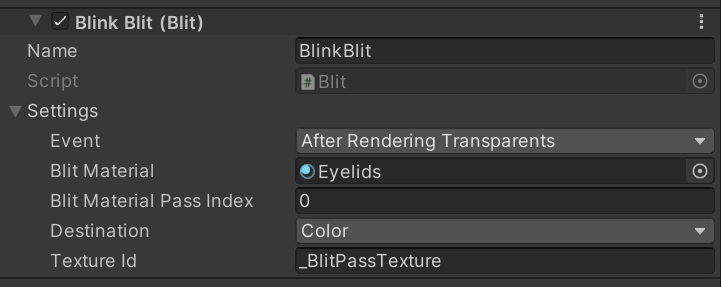 Blink Blit (Blit)
Name BlinkBlit
Script # Blit
Settings
Event After Rendering Transparents
Blit Material Eyelids
Blit Material Pass Index 0
Destination Color
Texture Id _BlitPassTexture